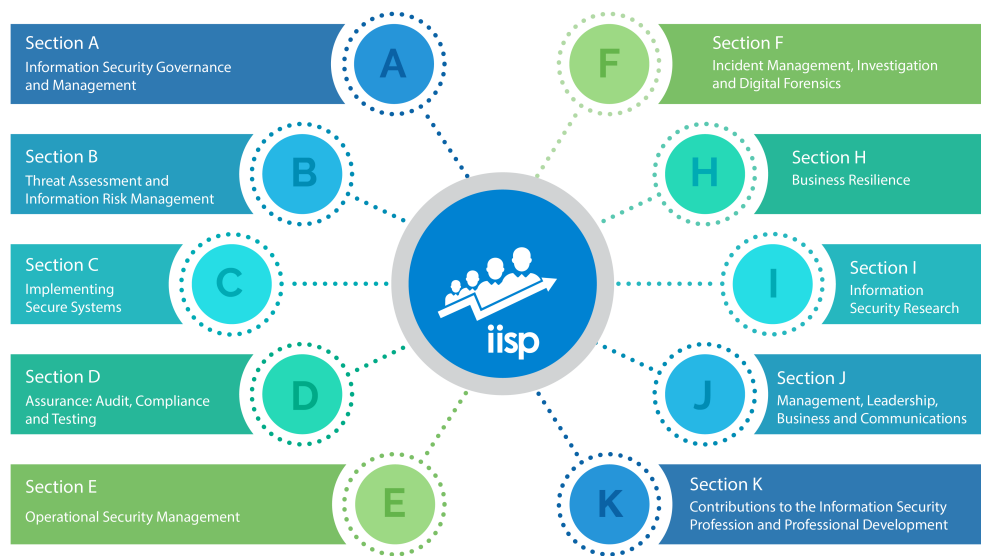 Section A
Information Security Governance
and Management
A
Section B
Threat Assessment and
Information Risk Management
B
Section C
Implementing
Secure Systems
C
Section D
Assurance: Audit, Compliance
and Testing
D
Section E
Operational Security Management
E
iisp
F
Section F
Incident Management, Investigation
and Digital Forensics
H
Section H
Business Resilience
I
Section I
Information
Security Research
J
Section J
Management, Leadership,
Business and Communications
K
Section K
Contributions to the Information Security
Profession and Professional Development